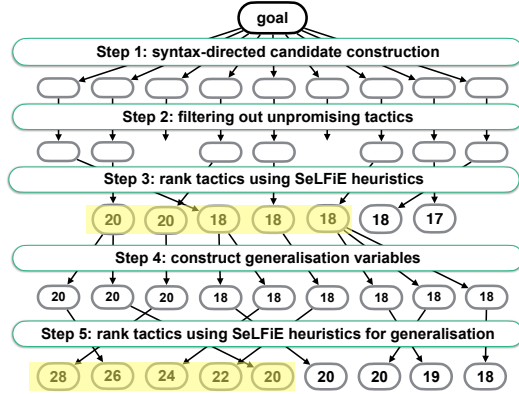 goal
Step 1: syntax-directed candidate construction
Step 2: filtering out unpromising tactics
Step 3: rank tactics using SeLFiE heuristics
20 20 18 18 18 18 17
Step 4: construct generalisation variables
20 20 20 18 18 18 18 18 18
Step 5: rank tactics using SeLFiE heuristics for generalisation
28 26 24 22 20 20 20 19 18